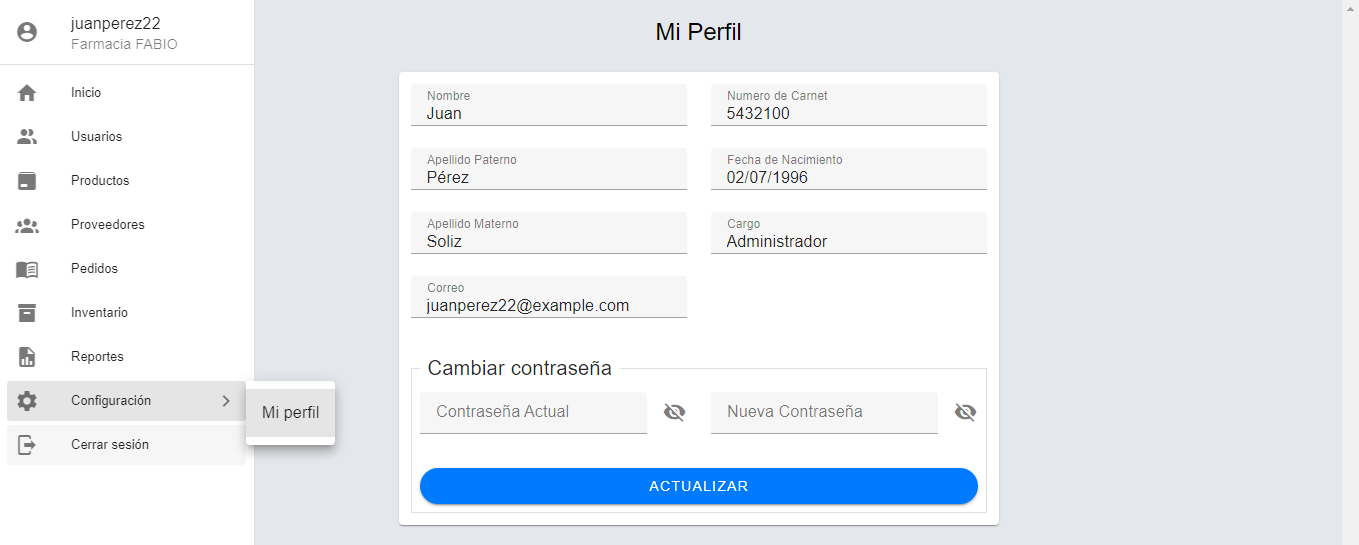 juanperez22
Farmacia FABIO
Inicio
Usuarios
Productos
Proveedores
Pedidos
Inventario
Reportes
Configuración
Mi perfil
Cerrar sesión
Mi Perfil
Nombre
Juan
Numero de Carnet
5432100
Apellido Paterno
Pérez
Fecha de Nacimiento
02/07/1996
Apellido Materno
Soliz
Cargo
Administrador
Correo
juanperez22@example.com
Cambiar contraseña
Contraseña Actual
Nueva Contraseña
ACTUALIZAR